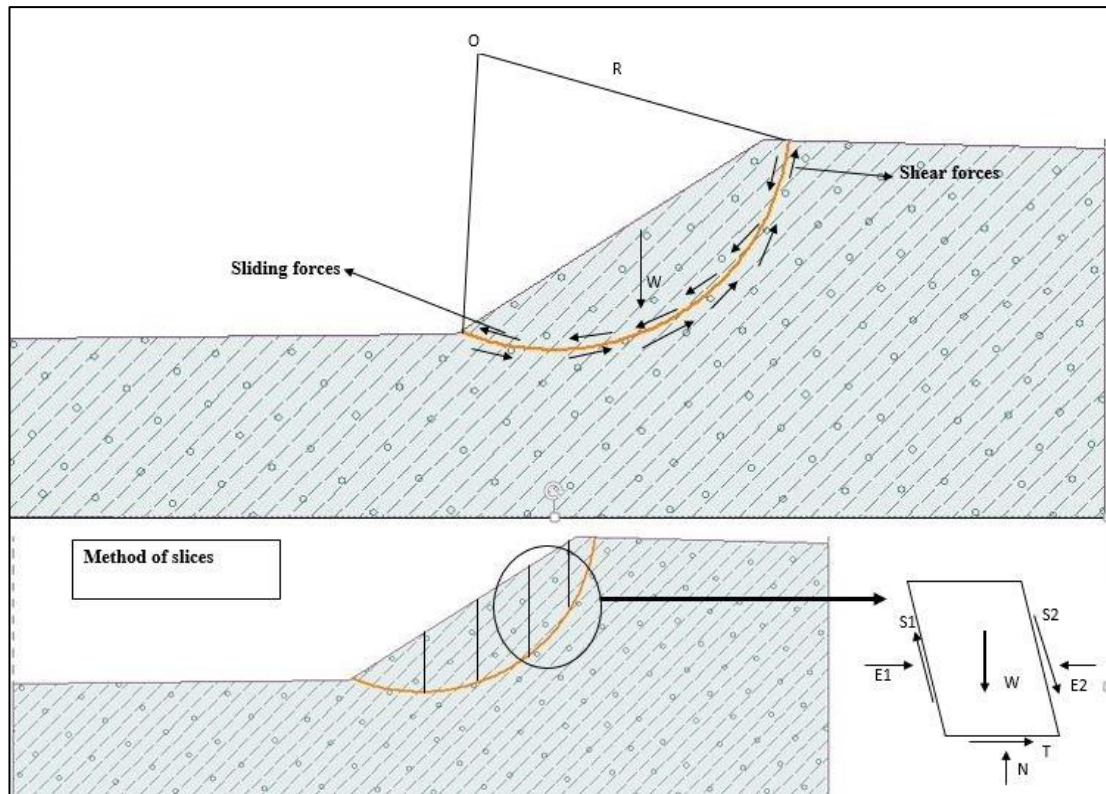 O
R
Shear forces
Sliding forces
W
Method of slices
S1
S2
E1
E2
W
T
N